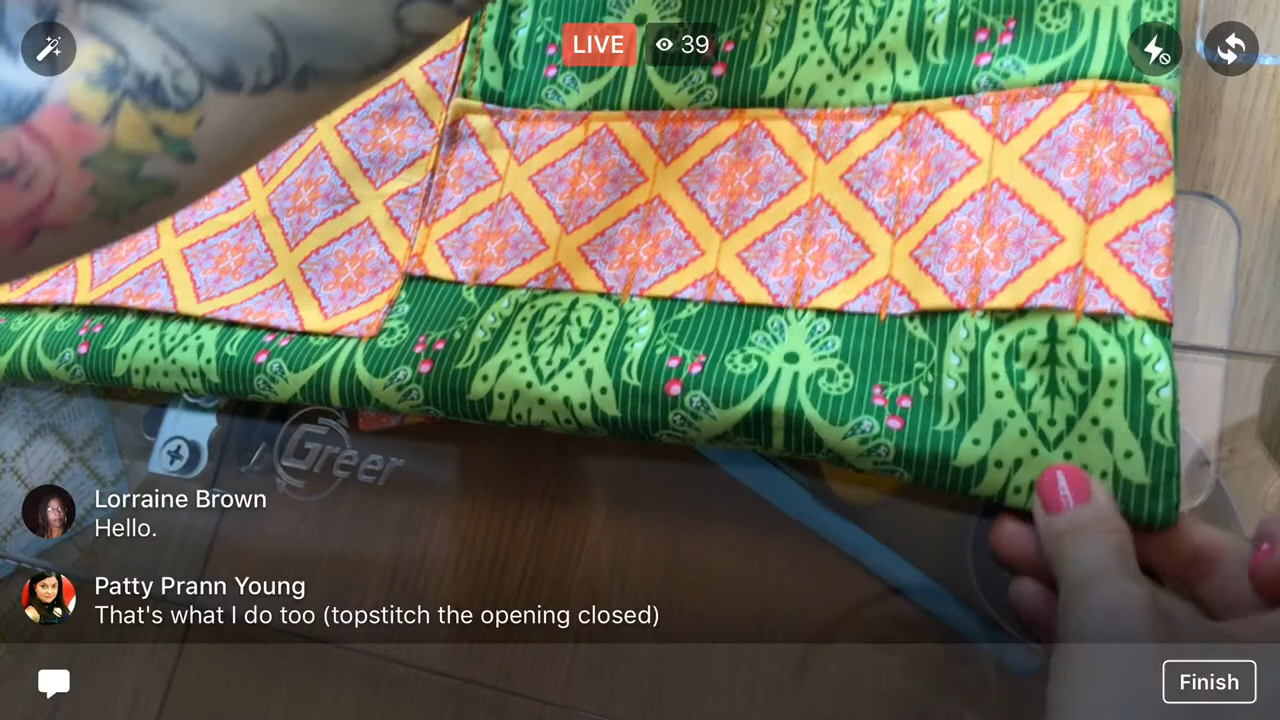 LIVE 39
Greer
Lorraine Brown
Hello.
Patty Prann Young
That's what I do too (topstitch the opening closed)
Finish